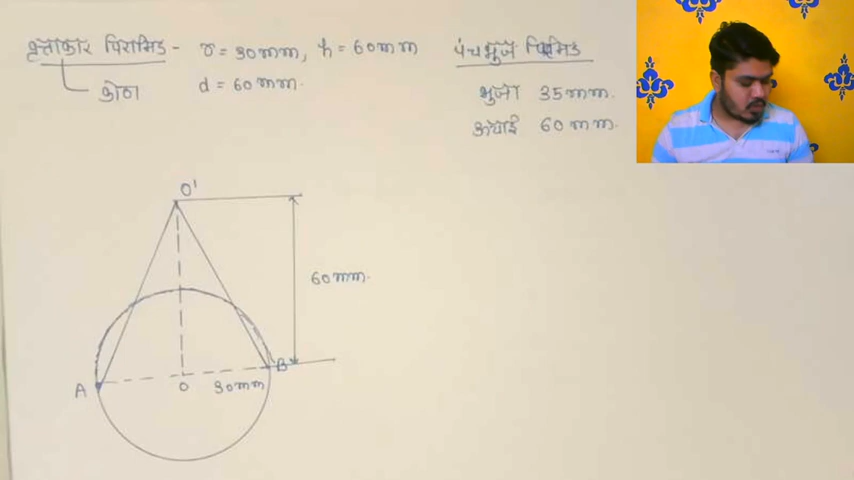 वृत्ताकार पिरामिड - r = 30mm, h = 60mm
कोण d = 60mm.
पंचभुज पिरामिड
भुजा 35mm.
ऊंचाई 60mm.
O'
60mm.
A O 30mm B